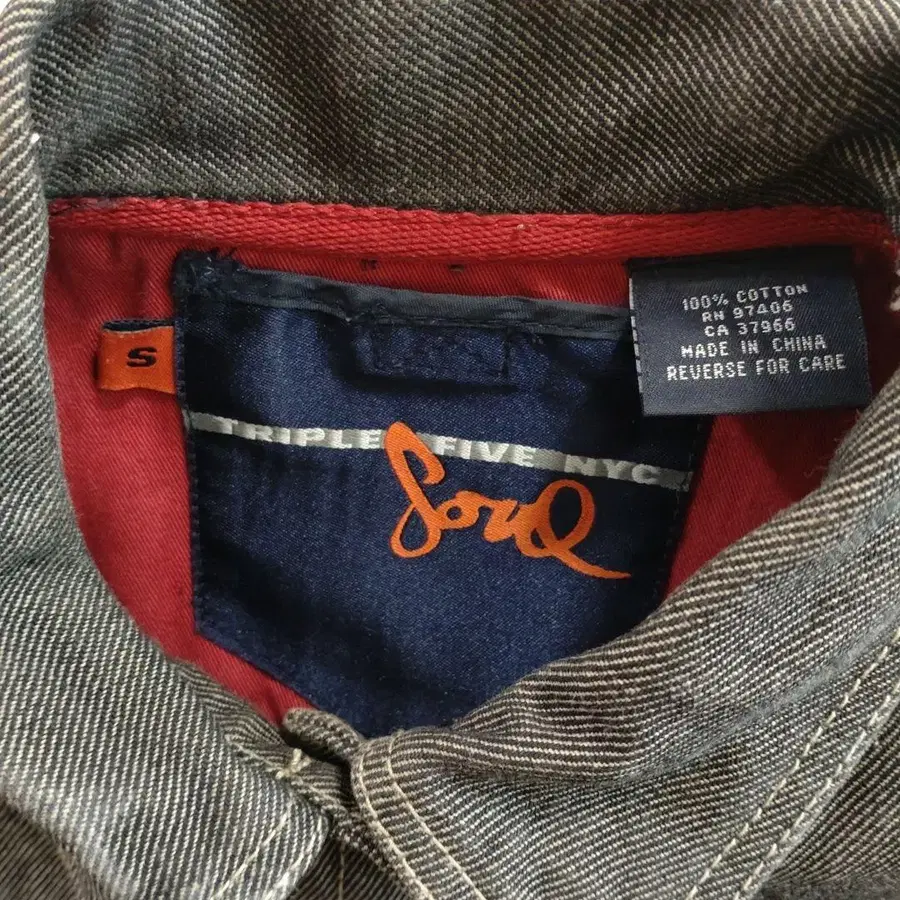 S
TRIPLE FIVE NYC
Soul
100% COTTON
RN 97406
CA 37966
MADE IN CHINA
REVERSE FOR CARE